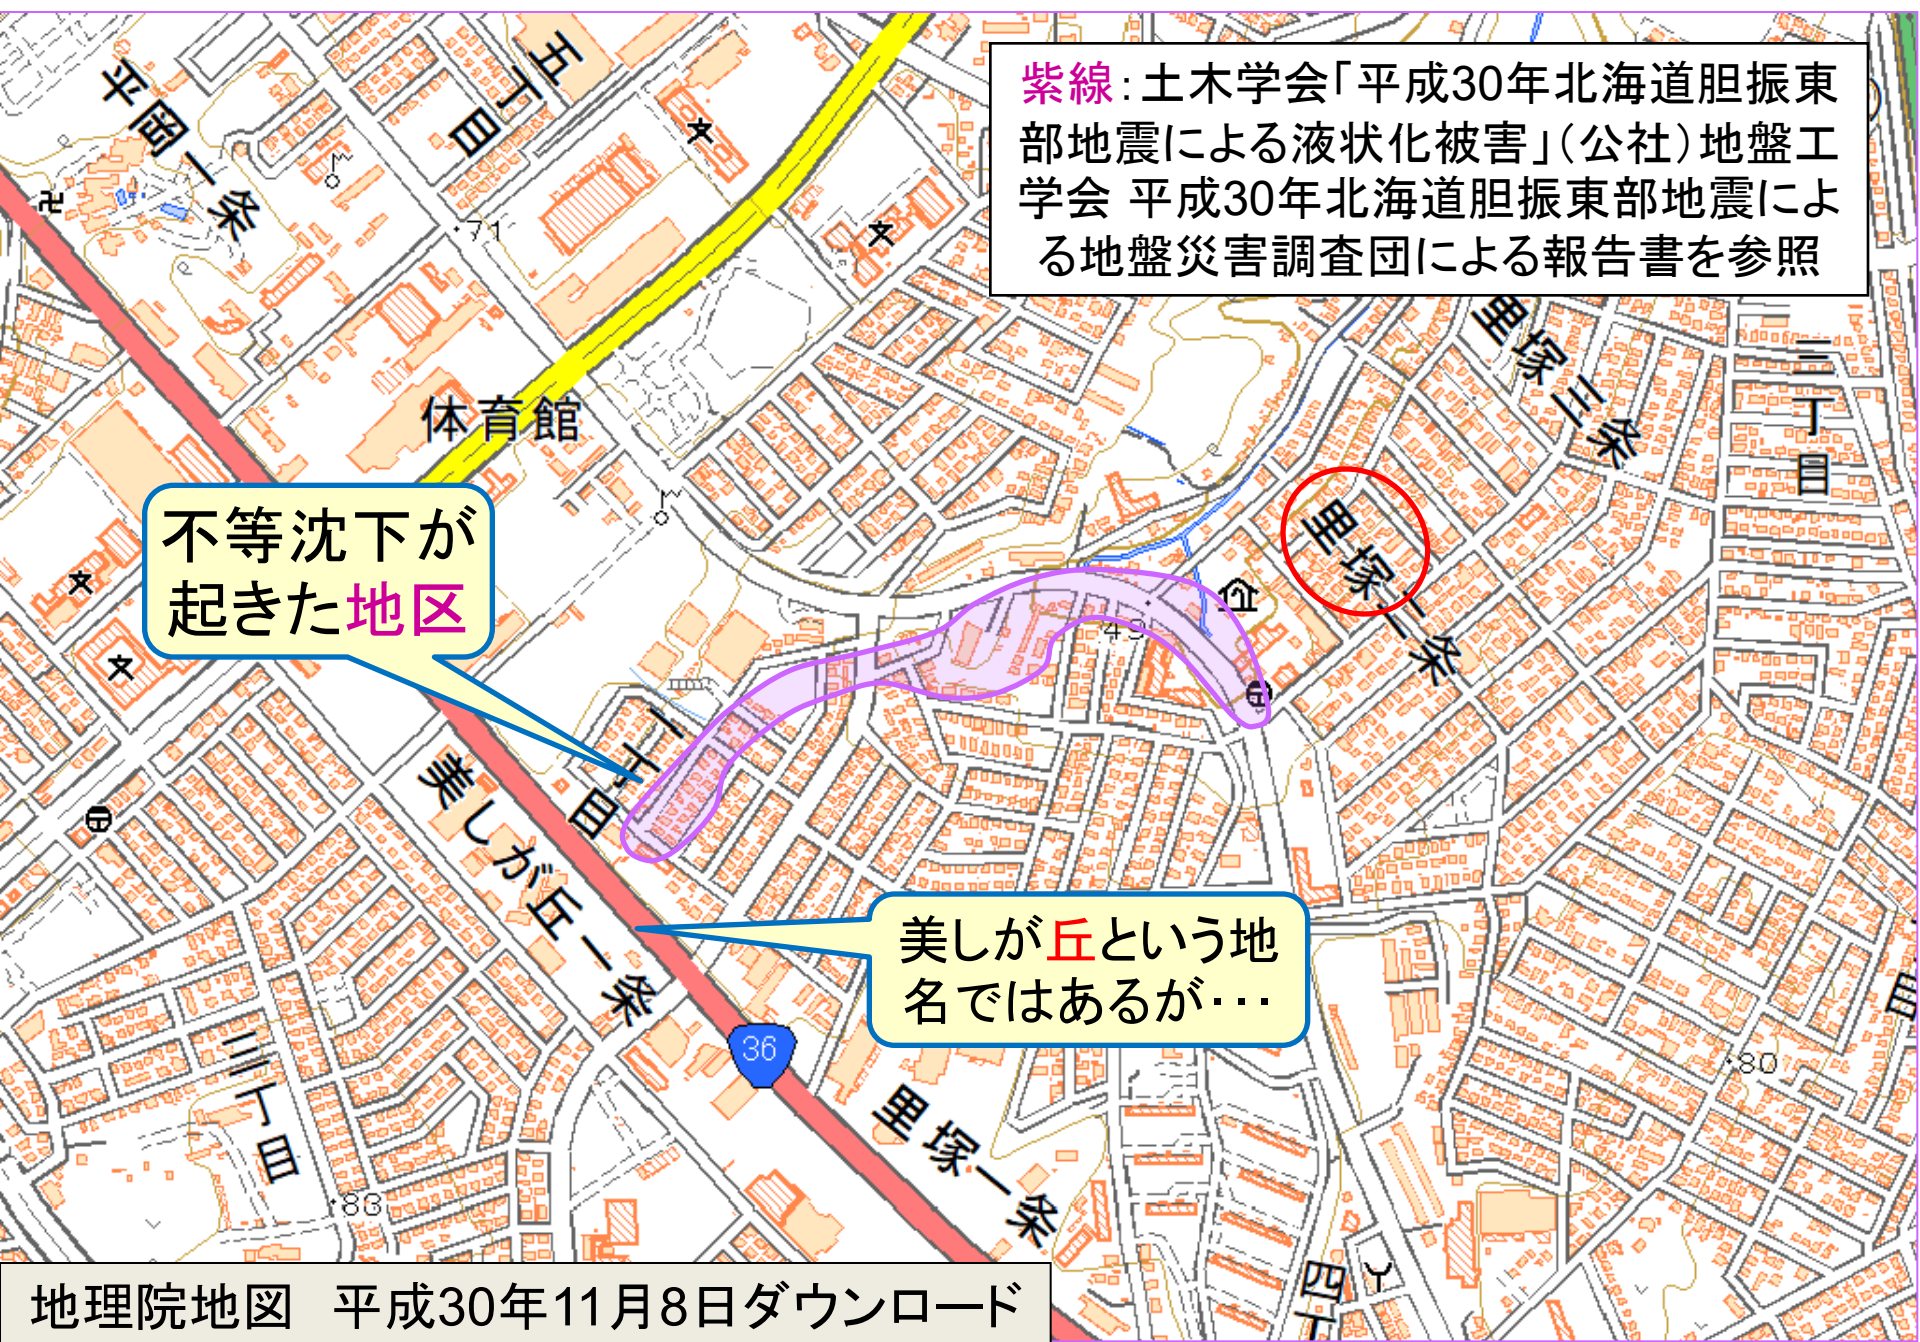 紫線：土木学会「平成30年北海道胆振東
部地震による液状化被害」（公社）地盤工
学会 平成30年北海道胆振東部地震によ
る地盤災害調査団による報告書を参照
平岡一条
五丁目
71
体育館
里塚三条
三丁目
不等沈下が
起きた地区
里塚二条
49
一丁目
美しが丘一条
美しが丘という地
名ではあるが・・・
36
三丁目
83
里塚一条
80
目
四丁
地理院地図　平成30年11月8日ダウンロード